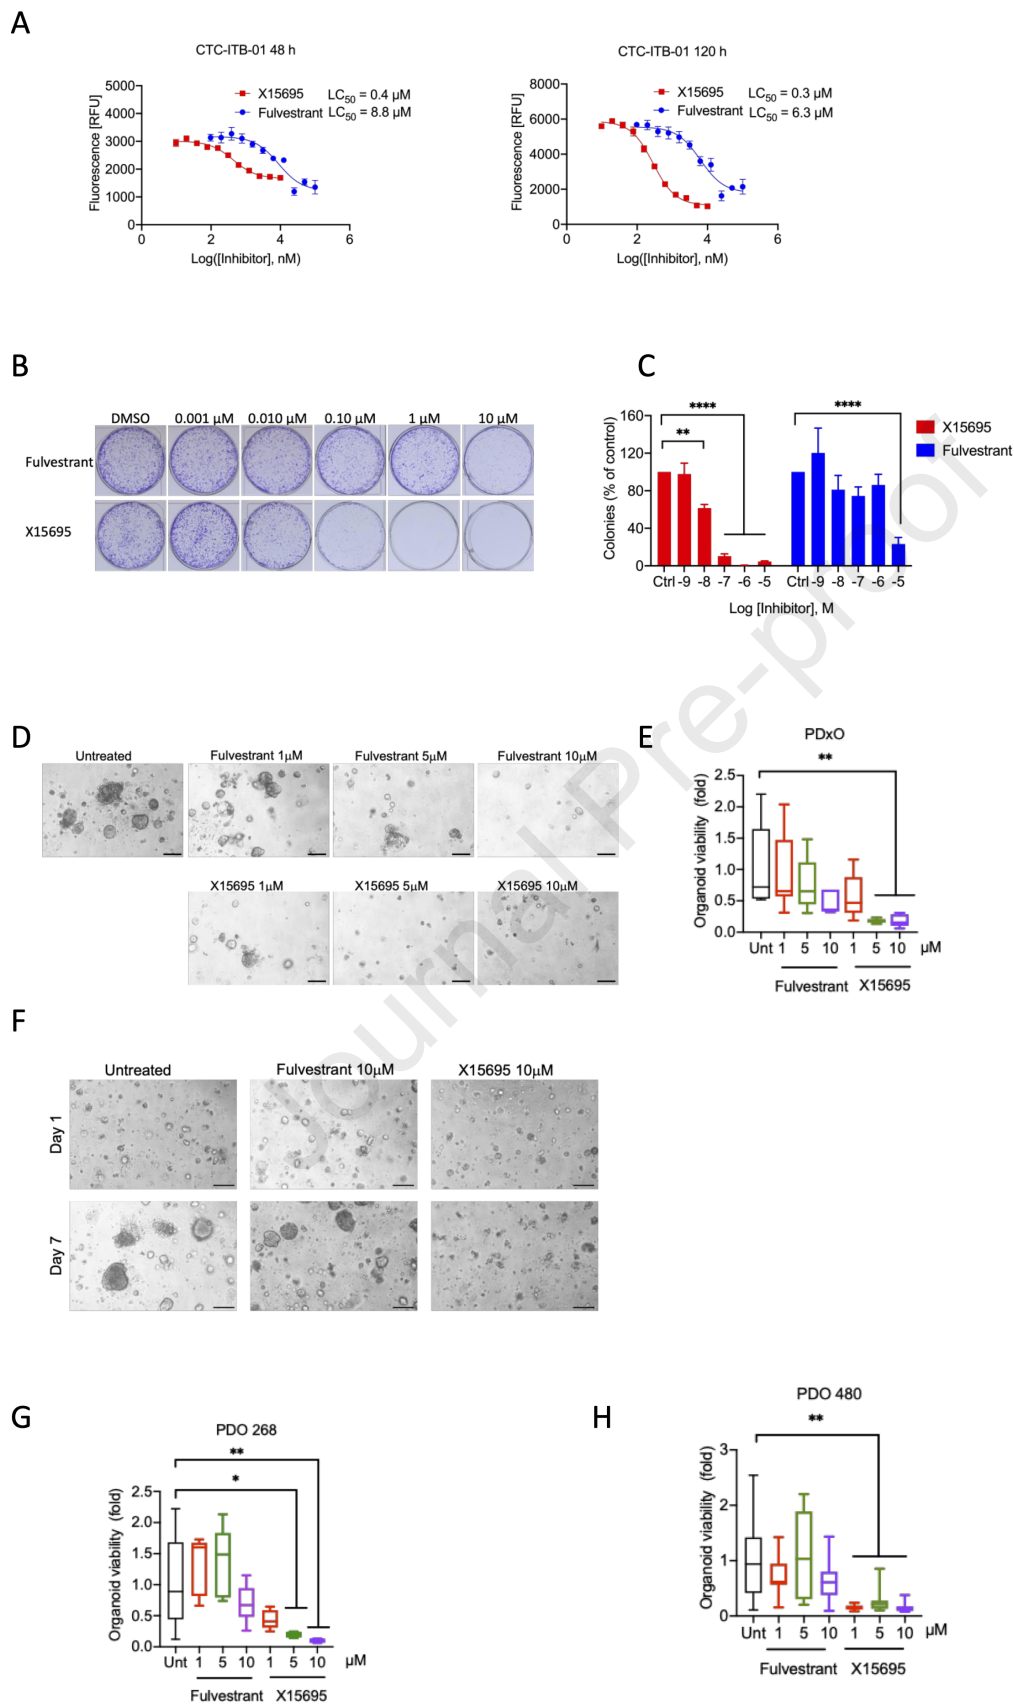 A
CTC-ITB-01 48 h
5000
4000
3000
2000
1000
0
Fluorescence [RFU]
X15695 LC50 = 0.4 µM
Fulvestrant LC50 = 8.8 µM
0 2 4 6
Log([Inhibitor], nM)
CTC-ITB-01 120 h
8000
6000
4000
2000
0
Fluorescence [RFU]
X15695 LC50 = 0.3 µM
Fulvestrant LC50 = 6.3 µM
0 2 4 6
Log([Inhibitor], nM)
B
DMSO 0.001 µM 0.010 µM 0.10 µM 1 µM 10 µM
Fulvestrant
X15695
C
160
120
80
40
0
Colonies (% of control)
****
**
****
X15695
Fulvestrant
Ctrl -9 -8 -7 -6 -5 Ctrl -9 -8 -7 -6 -5
Log [Inhibitor], M
D
Untreated Fulvestrant 1µM Fulvestrant 5µM Fulvestrant 10µM
X15695 1µM X15695 5µM X15695 10µM
E
PDxO
**
2.5
2.0
1.5
1.0
0.5
0.0
Organoid viability (fold)
Unt 1 5 10 1 5 10 µM
Fulvestrant X15695
F
Untreated Fulvestrant 10µM X15695 10µM
Day 1
Day 7
G
PDO 268
**
*
2.5
2.0
1.5
1.0
0.5
0.0
Organoid viability (fold)
Unt 1 5 10 1 5 10 µM
Fulvestrant X15695
H
PDO 480
**
3
2
1
0
Organoid viability (fold)
Unt 1 5 10 1 5 10 µM
Fulvestrant X15695
Journal Pre-proof